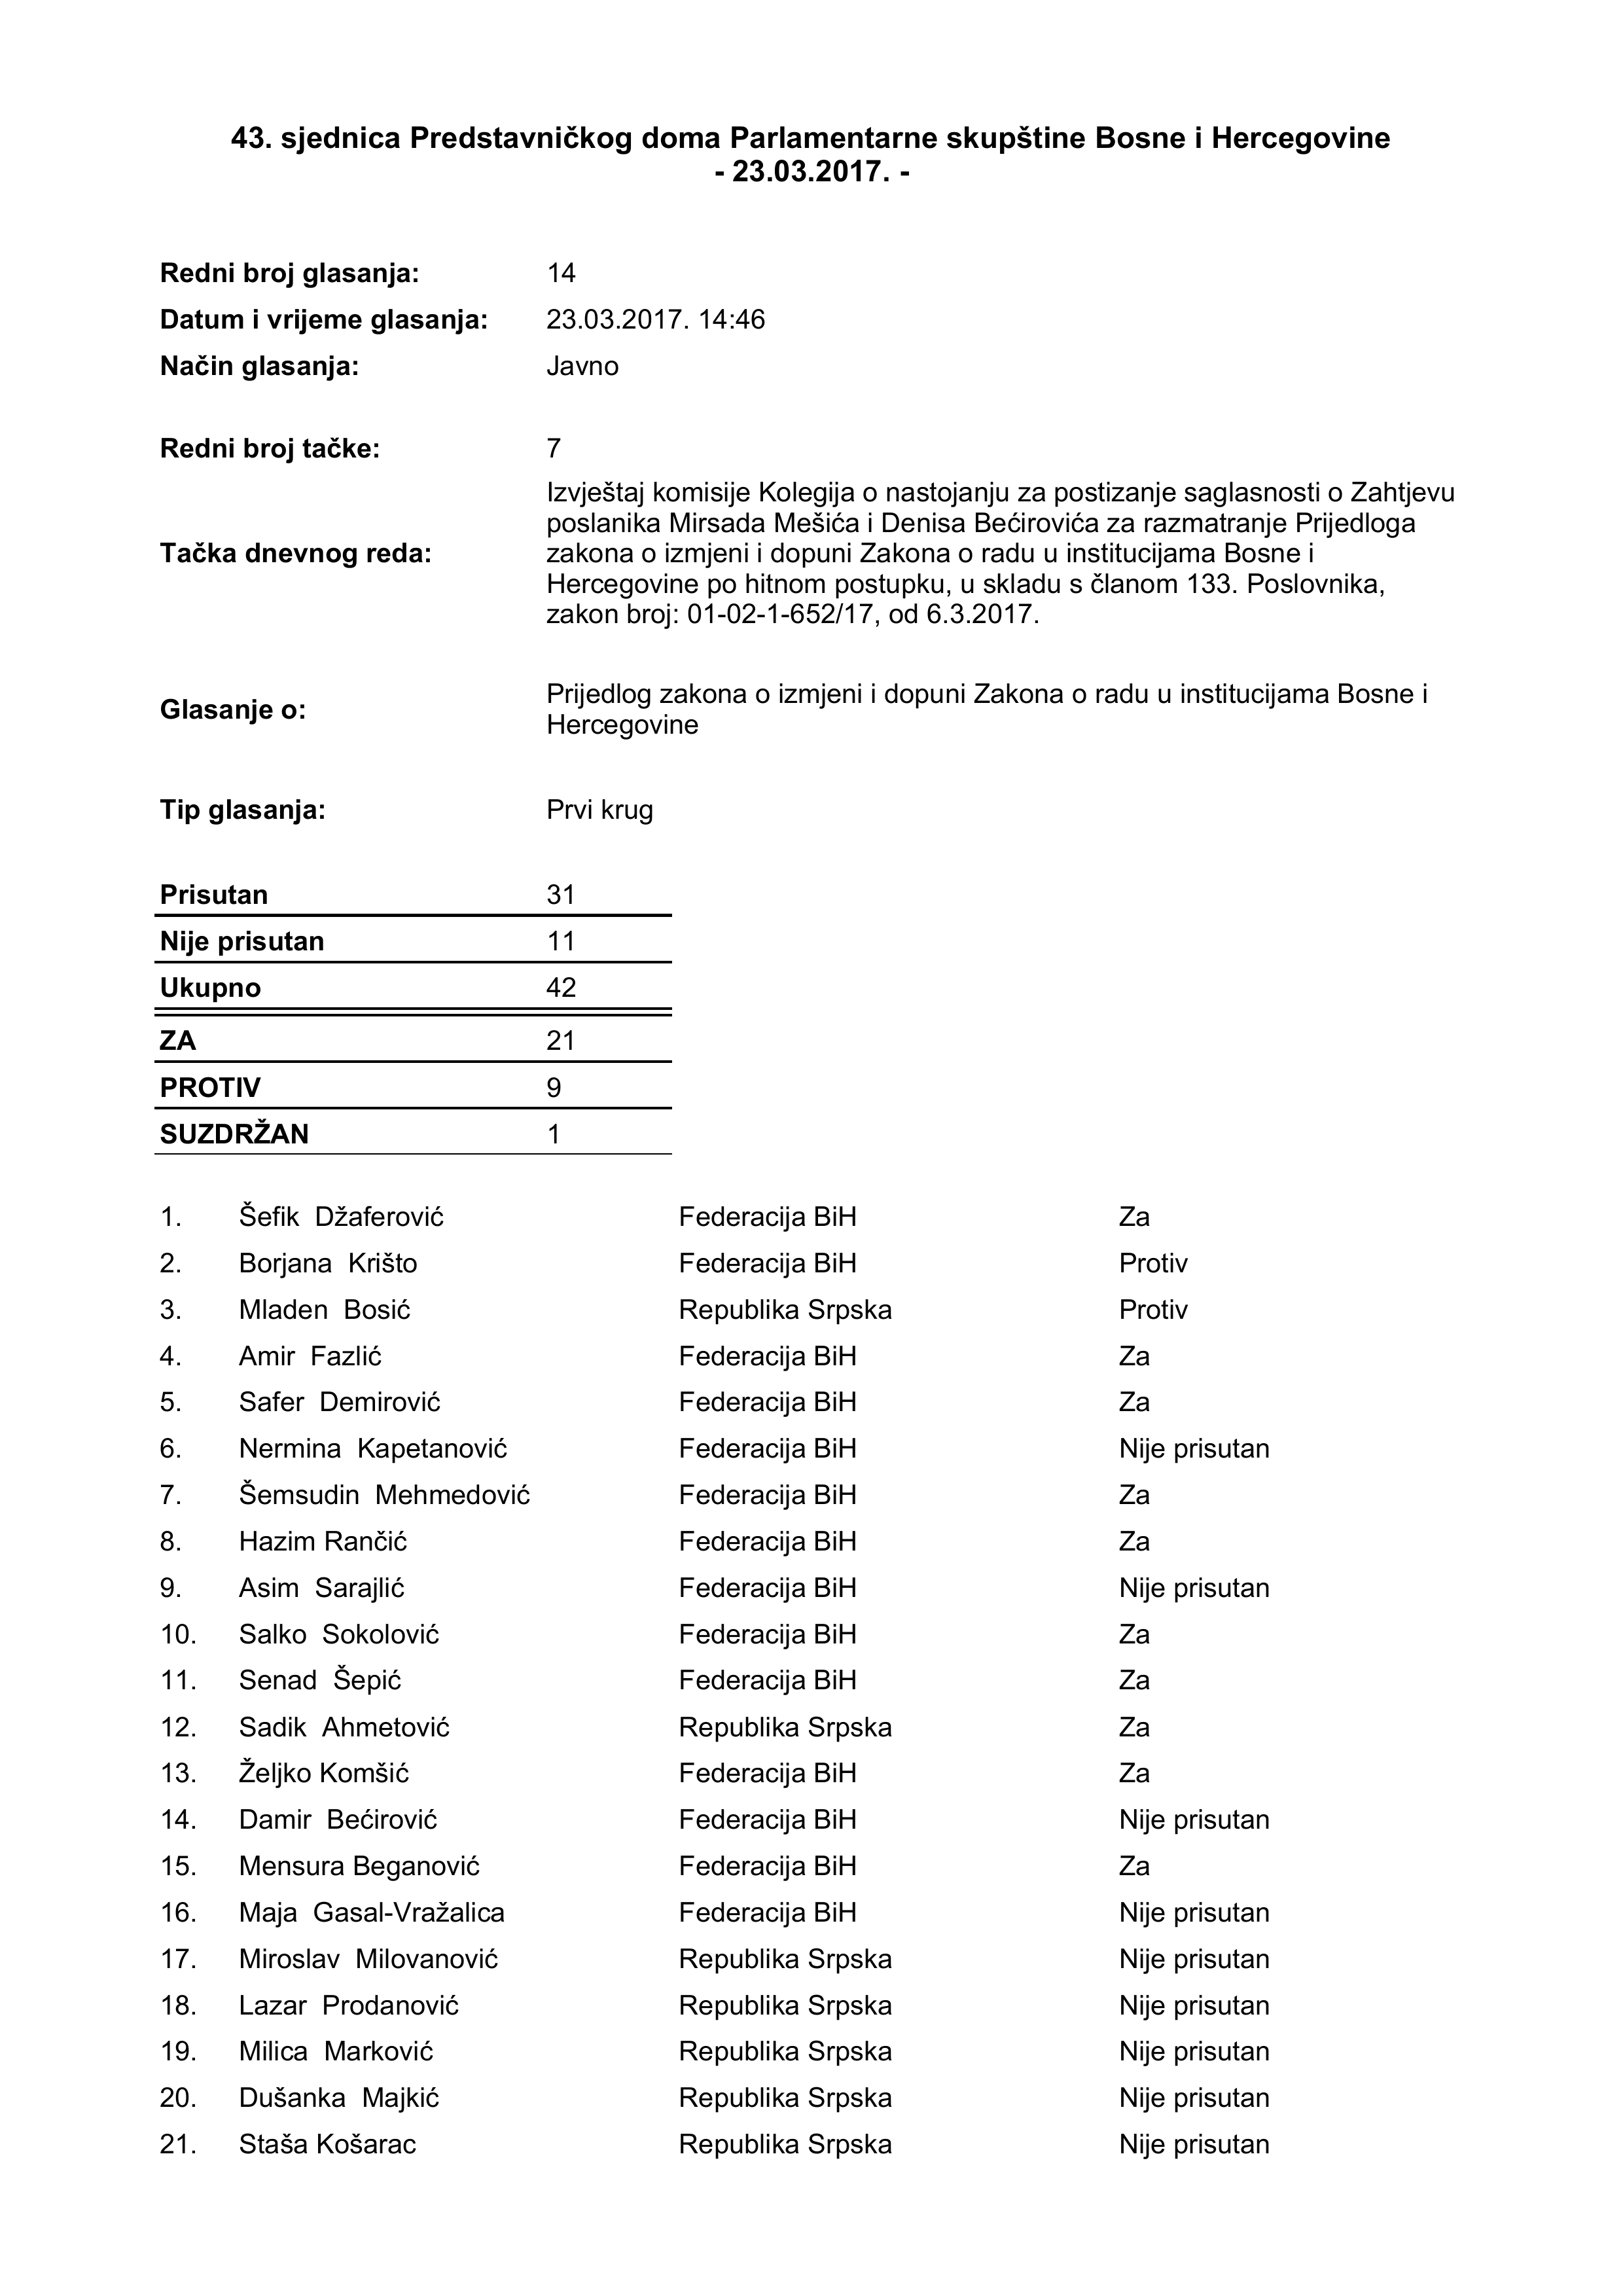 43. sjednica Predstavničkog doma Parlamentarne skupštine Bosne i Hercegovine
- 23.03.2017. -
Redni broj glasanja: 14
Datum i vrijeme glasanja: 23.03.2017. 14:46
Način glasanja: Javno
Redni broj tačke: 7
Tačka dnevnog reda:
Izvještaj komisije Kolegija o nastojanju za postizanje saglasnosti o Zahtjevu
poslanika Mirsada Mešića i Denisa Bećirovića za razmatranje Prijedloga
zakona o izmjeni i dopuni Zakona o radu u institucijama Bosne i
Hercegovine po hitnom postupku, u skladu s članom 133. Poslovnika,
zakon broj: 01-02-1-652/17, od 6.3.2017.
Glasanje o:
Prijedlog zakona o izmjeni i dopuni Zakona o radu u institucijama Bosne i
Hercegovine
Tip glasanja: Prvi krug
Prisutan 31
Nije prisutan 11
Ukupno 42
ZA 21
PROTIV 9
SUZDRŽAN 1
1. Šefik Džaferović Federacija BiH Za
2. Borjana Krišto Federacija BiH Protiv
3. Mladen Bosić Republika Srpska Protiv
4. Amir Fazlić Federacija BiH Za
5. Safer Demirović Federacija BiH Za
6. Nermina Kapetanović Federacija BiH Nije prisutan
7. Šemsudin Mehmedović Federacija BiH Za
8. Hazim Rančić Federacija BiH Za
9. Asim Sarajlić Federacija BiH Nije prisutan
10. Salko Sokolović Federacija BiH Za
11. Senad Šepić Federacija BiH Za
12. Sadik Ahmetović Republika Srpska Za
13. Željko Komšić Federacija BiH Za
14. Damir Bećirović Federacija BiH Nije prisutan
15. Mensura Beganović Federacija BiH Za
16. Maja Gasal-Vražalica Federacija BiH Nije prisutan
17. Miroslav Milovanović Republika Srpska Nije prisutan
18. Lazar Prodanović Republika Srpska Nije prisutan
19. Milica Marković Republika Srpska Nije prisutan
20. Dušanka Majkić Republika Srpska Nije prisutan
21. Staša Košarac Republika Srpska Nije prisutan